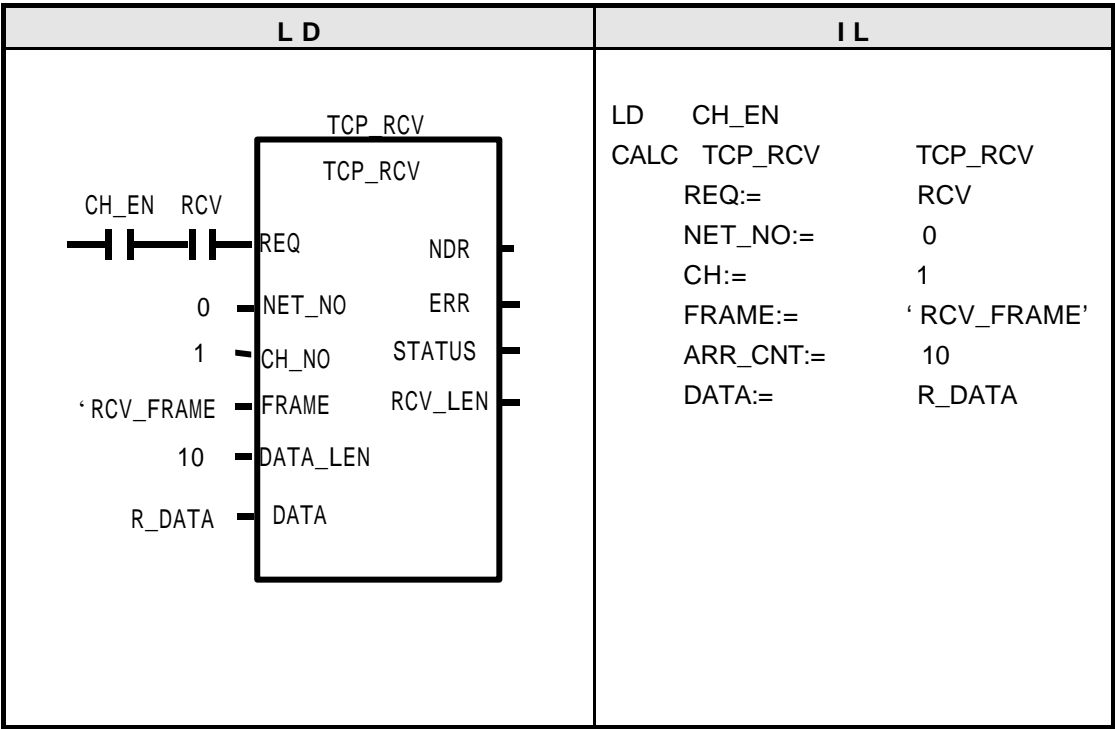 L D
I L
TCP_RCV
TCP_RCV
CH_EN RCV
REQ NDR
0 NET_NO ERR
1 CH_NO STATUS
‘ RCV_FRAME FRAME RCV_LEN
10 DATA_LEN
R_DATA DATA
LD CH_EN
CALC TCP_RCV TCP_RCV
REQ:= RCV
NET_NO:= 0
CH:= 1
FRAME:= ‘ RCV_FRAME’
ARR_CNT:= 10
DATA:= R_DATA